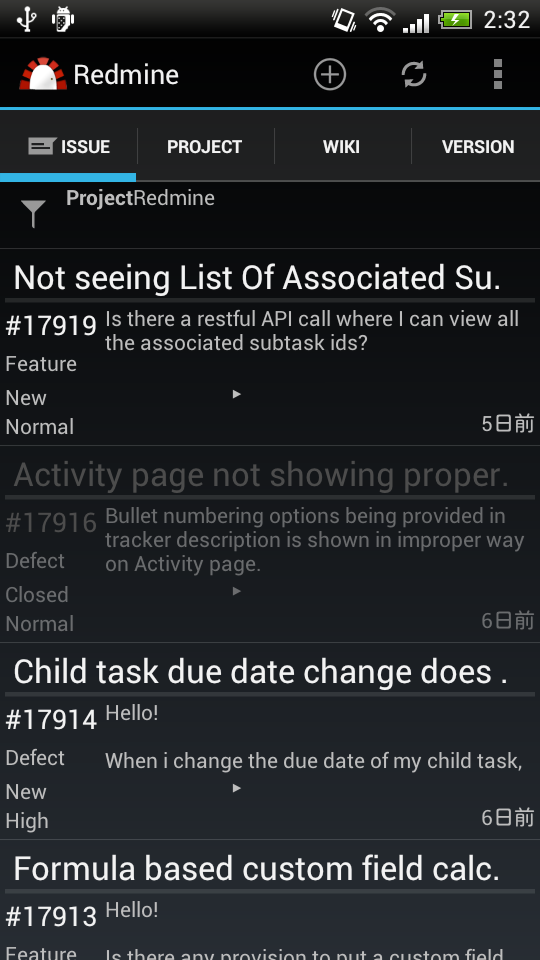 2:32
Redmine
ISSUE PROJECT WIKI VERSION
ProjectRedmine
Not seeing List Of Associated Su.
#17919
Is there a restful API call where I can view all
the associated subtask ids?
Feature
New
Normal
5日前
Activity page not showing proper.
#17916
Bullet numbering options being provided in
tracker description is shown in improper way
on Activity page.
Defect
Closed
Normal
6日前
Child task due date change does .
#17914
Hello!
When i change the due date of my child task,
Defect
New
High
6日前
Formula based custom field calc.
#17913
Hello!
Feature
Is there any provision to put a custom field